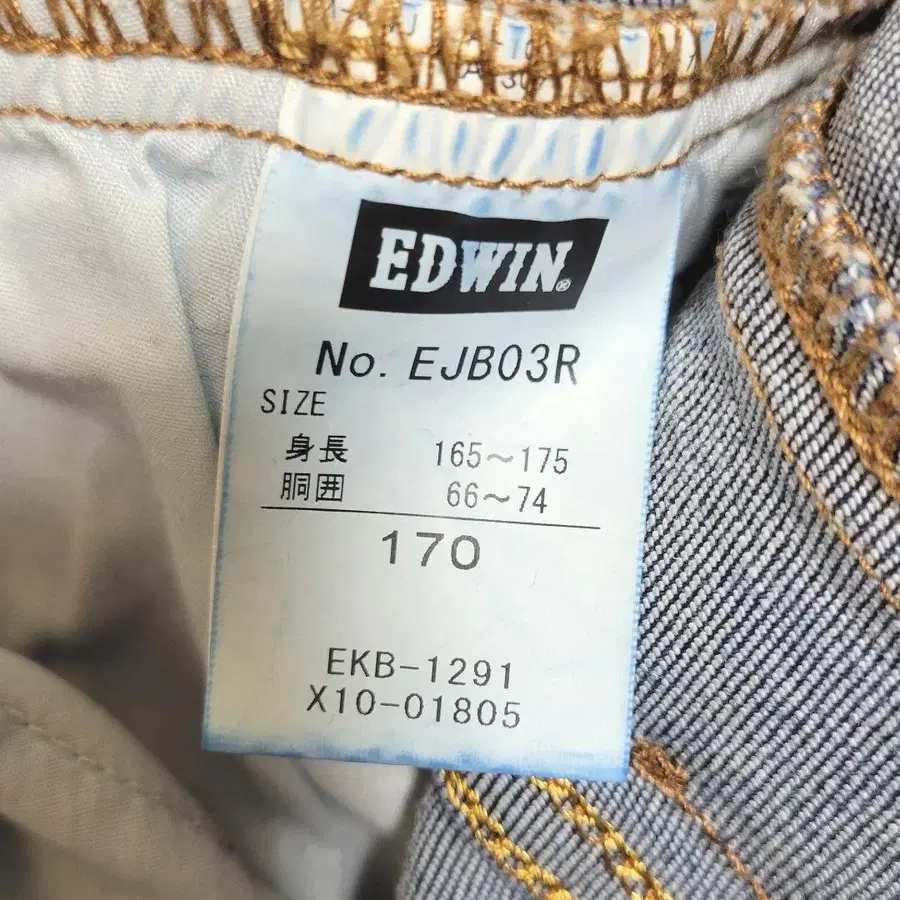 EDWIN®
No. EJB03R
SIZE
身長 165～175
胴囲 66～74
170
EKB-1291
X10-01805